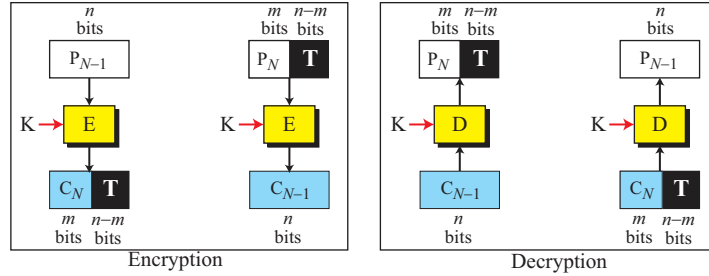 n bits
m bits
n–m bits
m bits
n–m bits
n bits
P_{N–1}
P_N
T
P_N
T
P_{N–1}
K
E
K
E
K
D
K
D
C_N
T
C_{N–1}
C_{N–1}
C_N
T
m bits
n–m bits
n bits
n bits
m bits
n–m bits
Encryption
Decryption